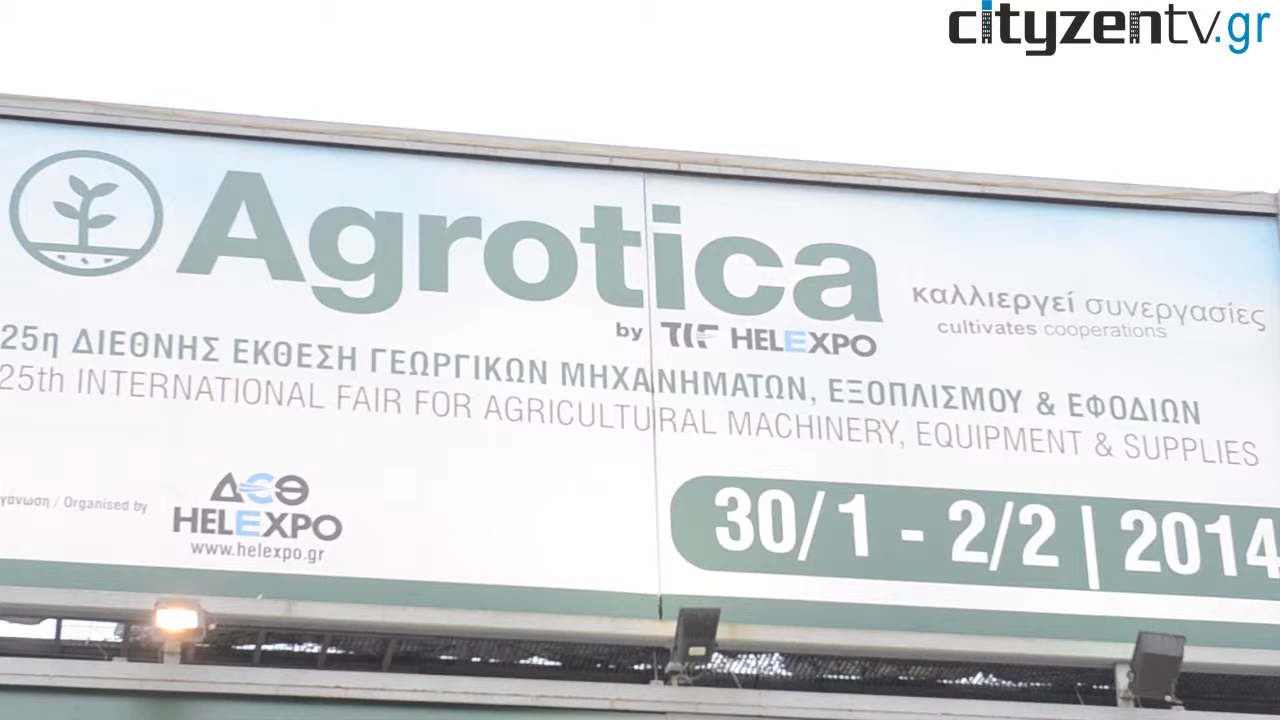 cityzentv.gr
Agrotica
καλλιεργεί συνεργασίες
cultivates cooperations
by TIF HELEXPO
25η ΔΙΕΘΝΗΣ ΕΚΘΕΣΗ ΓΕΩΡΓΙΚΩΝ ΜΗΧΑΝΗΜΑΤΩΝ, ΕΞΟΠΛΙΣΜΟΥ & ΕΦΟΔΙΩΝ
25th INTERNATIONAL FAIR FOR AGRICULTURAL MACHINERY, EQUIPMENT & SUPPLIES
/ Organised by
ΔΕΘ
HELEXPO
www.helexpo.gr
30/1 - 2/2 | 2014